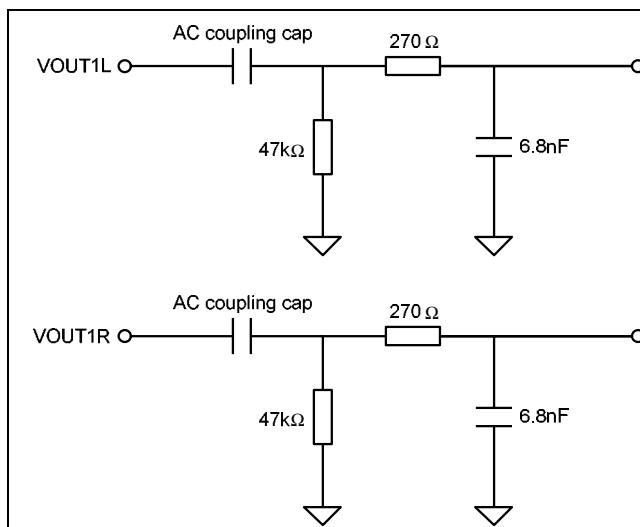 AC coupling cap
270 Ω
VOUT1L
47kΩ
6.8nF
AC coupling cap
270 Ω
VOUT1R
47kΩ
6.8nF